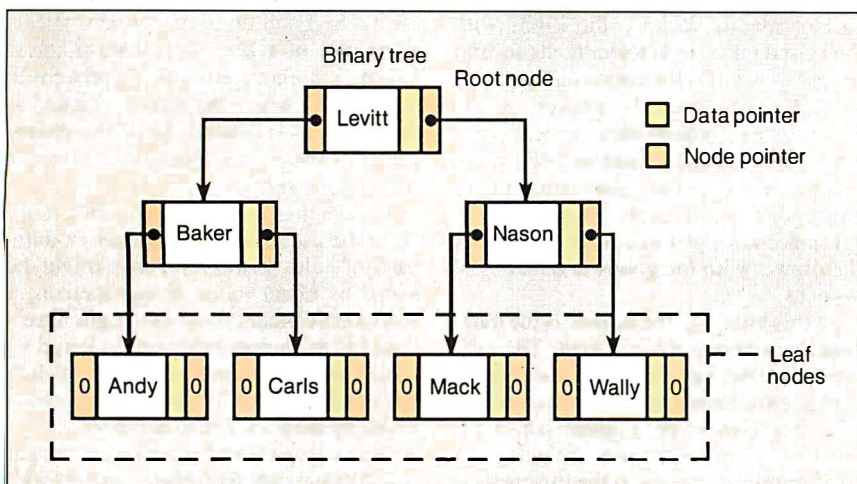 Binary tree
Root node
Levitt
Data pointer
Node pointer
Baker
Nason
Leaf
nodes
0 Andy 0
0 Carls 0
0 Mack 0
0 Wally 0